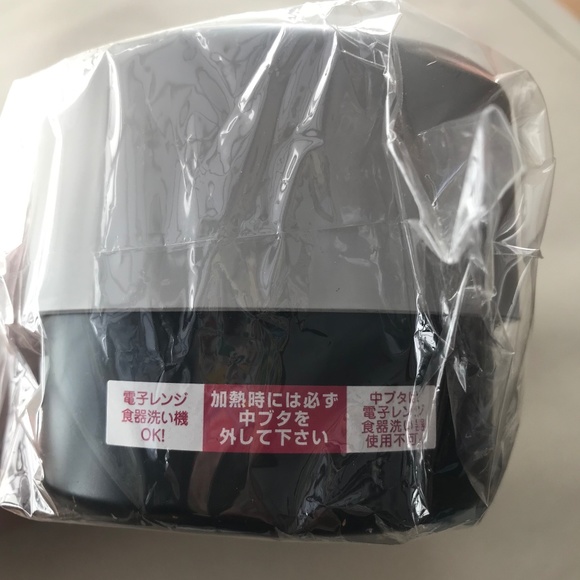 電子レンジ
食器洗い機
OK!
加熱時には必ず
中ブタを
外して下さい
中ブタは
電子レンジ
食器洗い機
使用不可